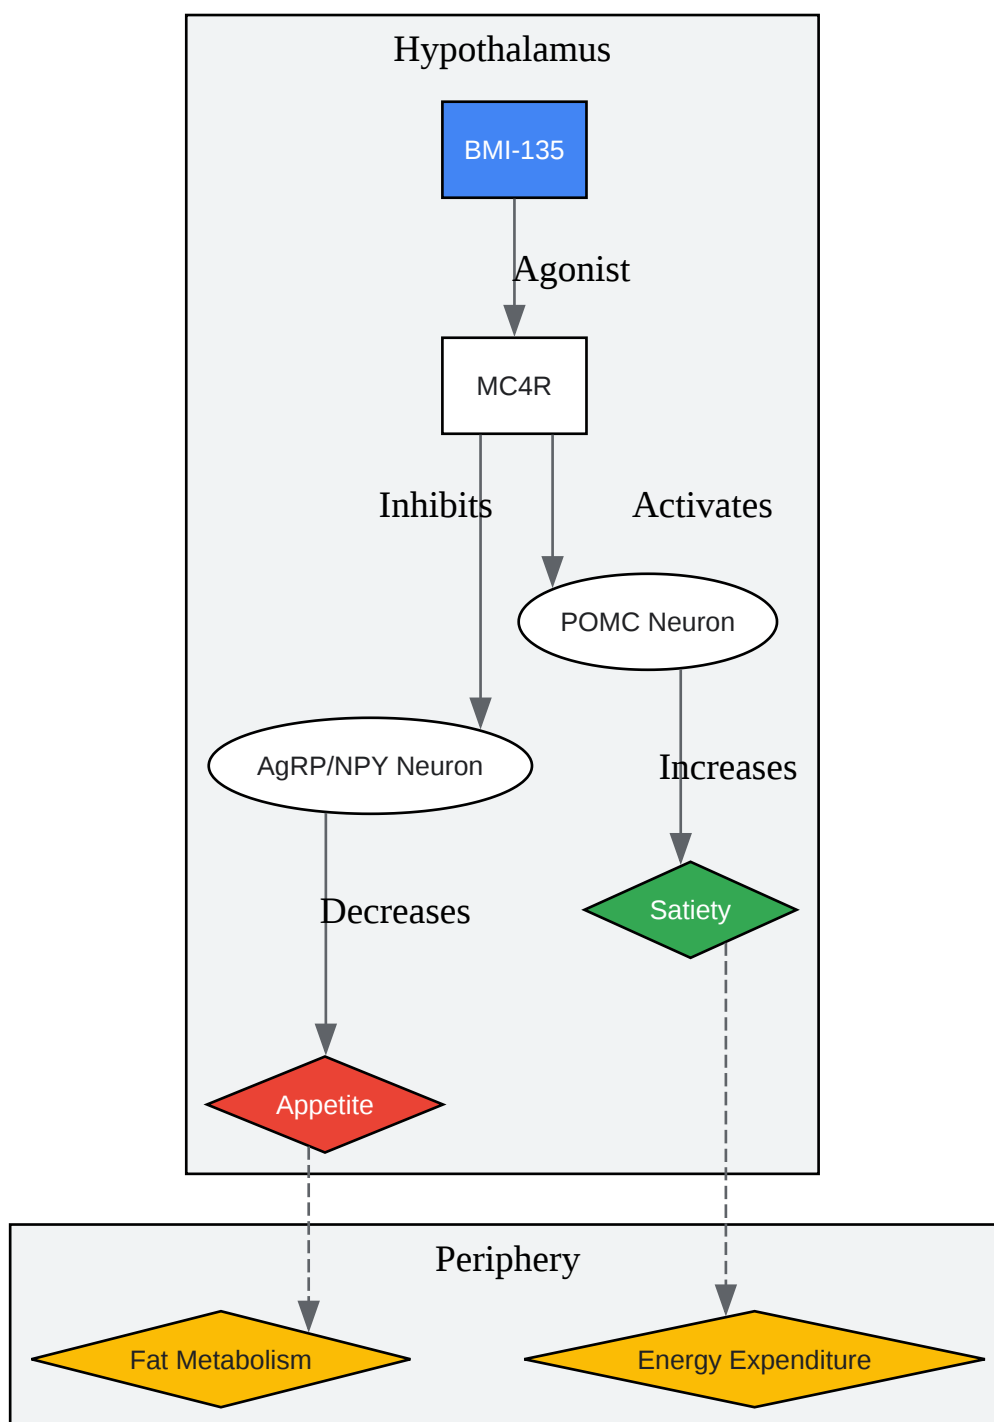 Hypothalamus
BMI-135
Agonist
MC4R
Inhibits
Activates
POMC Neuron
AgRP/NPY Neuron
Increases
Decreases
Satiety
Appetite
Periphery
Fat Metabolism
Energy Expenditure